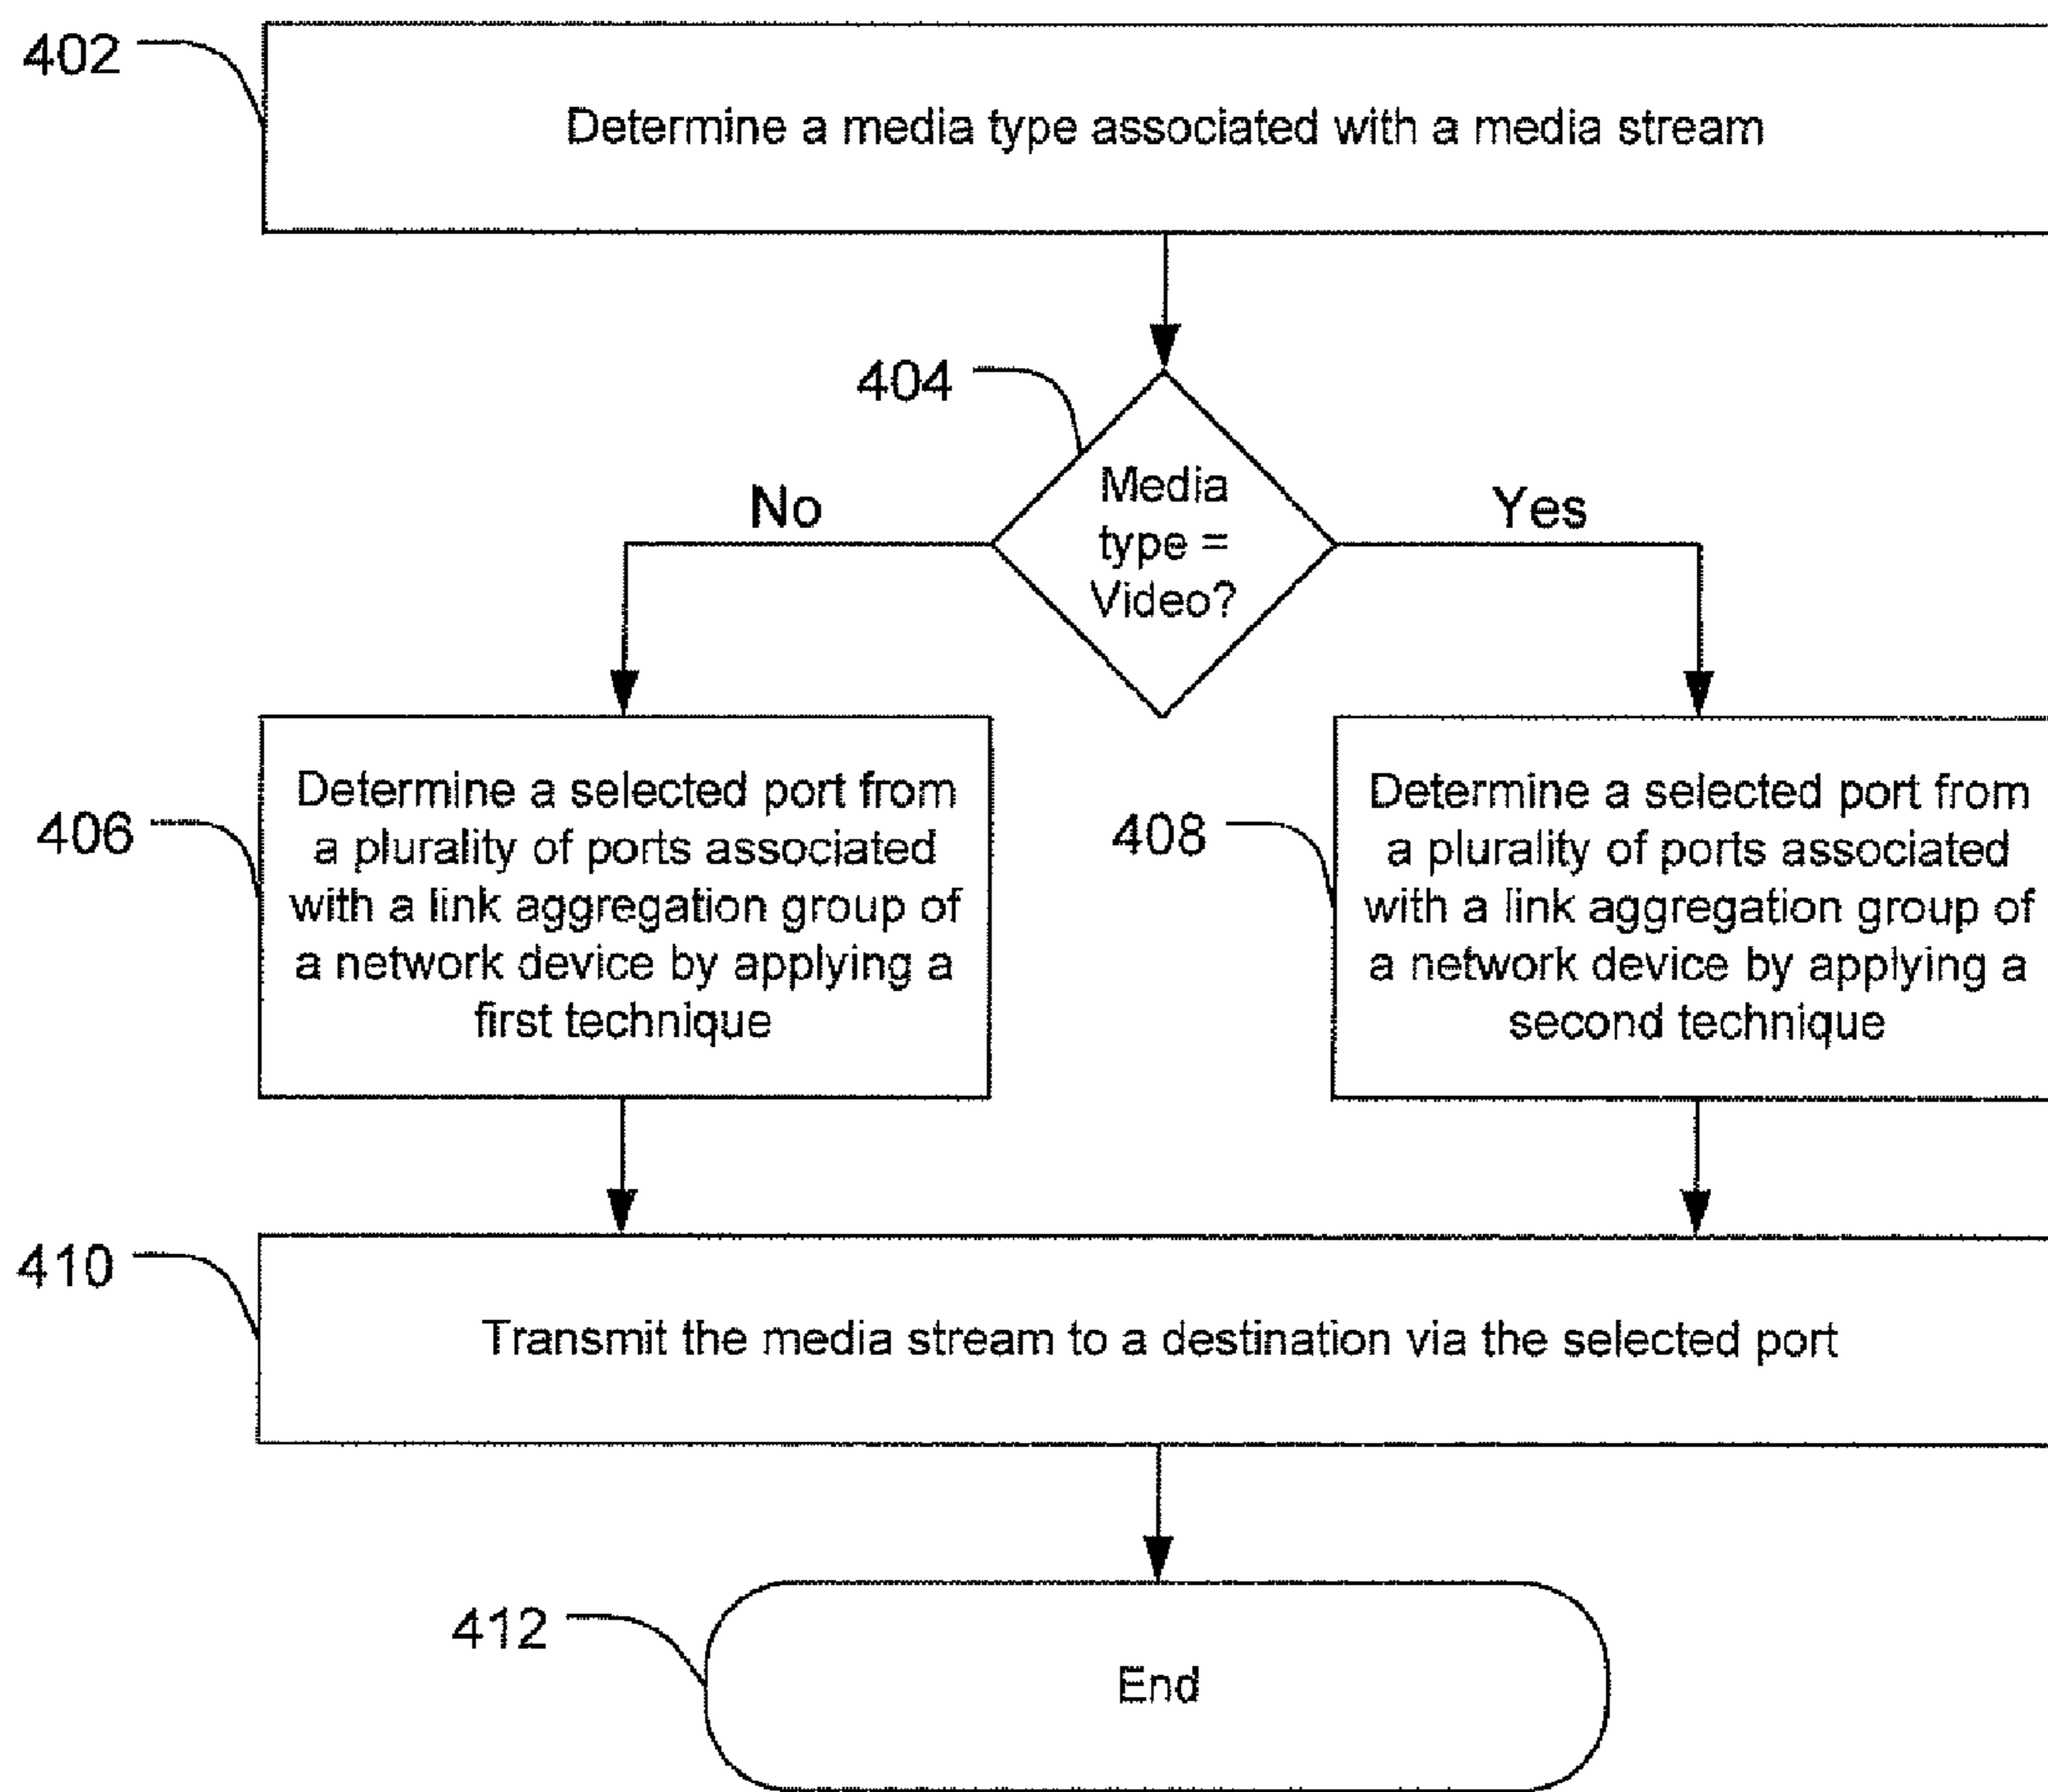 402
Determine a media type associated with a media stream
404
Media
type =
Video?
No
Yes
406
Determine a selected port from
a plurality of ports associated
with a link aggregation group of
a network device by applying a
first technique
408
Determine a selected port from
a plurality of ports associated
with a link aggregation group of
a network device by applying a
second technique
410
Transmit the media stream to a destination via the selected port
412
End